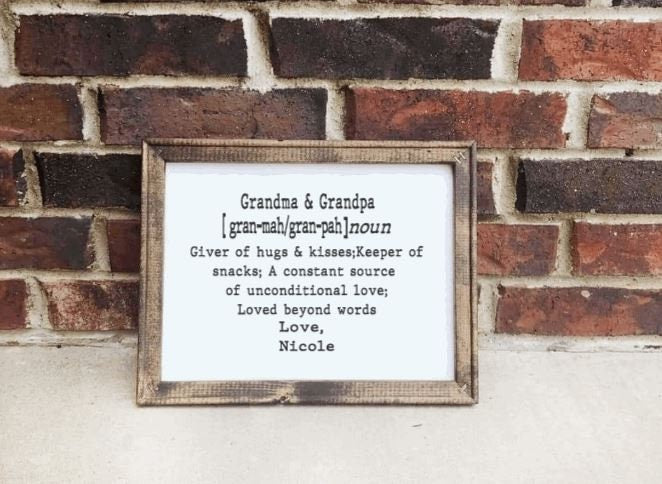 Grandma & Grandpa
[gran-mah/gran-pah]noun
Giver of hugs & kisses;Keeper of
snacks; A constant source
of unconditional love;
Loved beyond words
Love,
Nicole